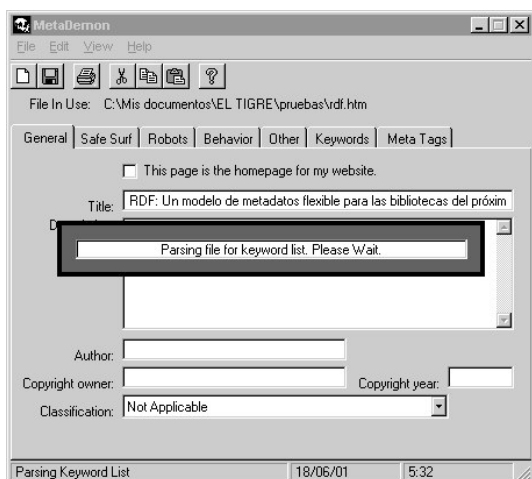 MetaDemon
File Edit View Help
File In Use: C:\Mis documentos\EL TIGRE\pruebas\rdf.htm
General Safe Surf Robots Behavior Other Keywords Meta Tags
This page is the homepage for my website.
Title: RDF: Un modelo de metadatos flexible para las bibliotecas del próxim
Parsing file for keyword list. Please Wait.
Author:
Copyright owner: Copyright year:
Classification: Not Applicable
Parsing Keyword List 18/06/01 5:32